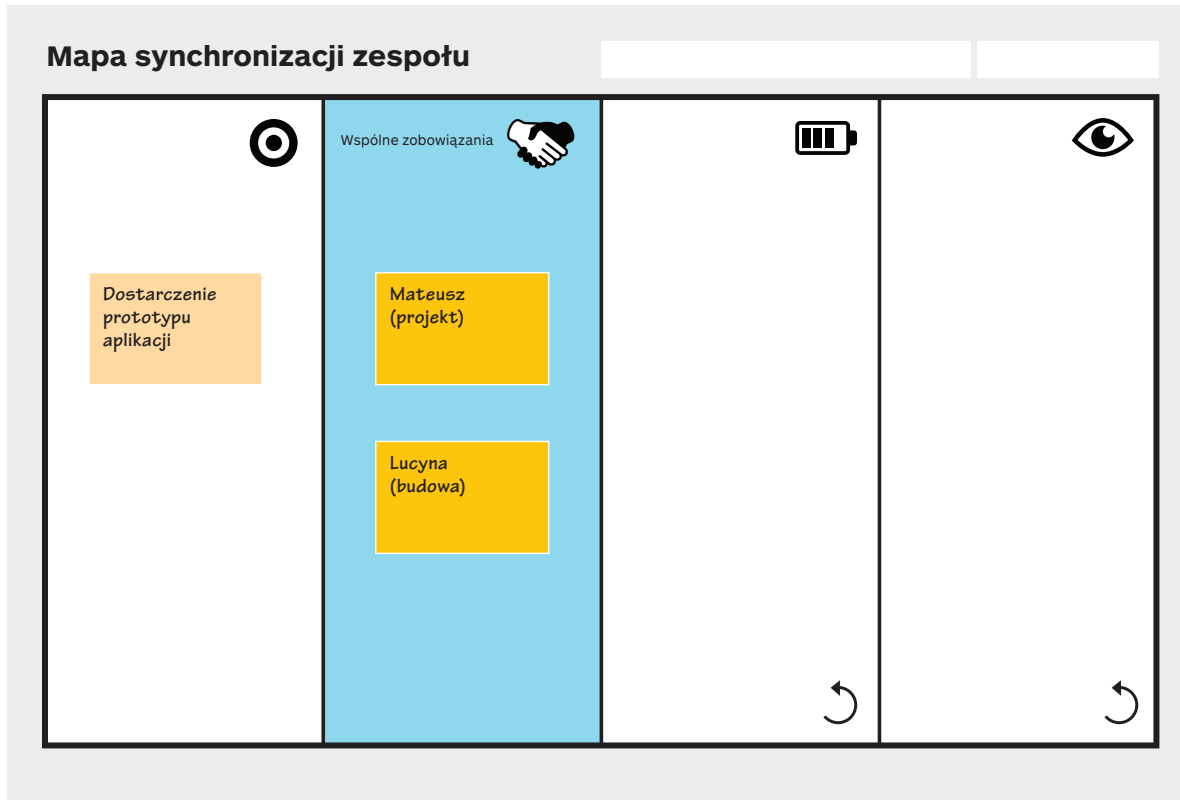 Mapa synchronizacji zespołu
Wspólne zobowiązania
Dostarczenie
prototypu
aplikacji
Mateusz
(projekt)
Lucyna
(budowa)